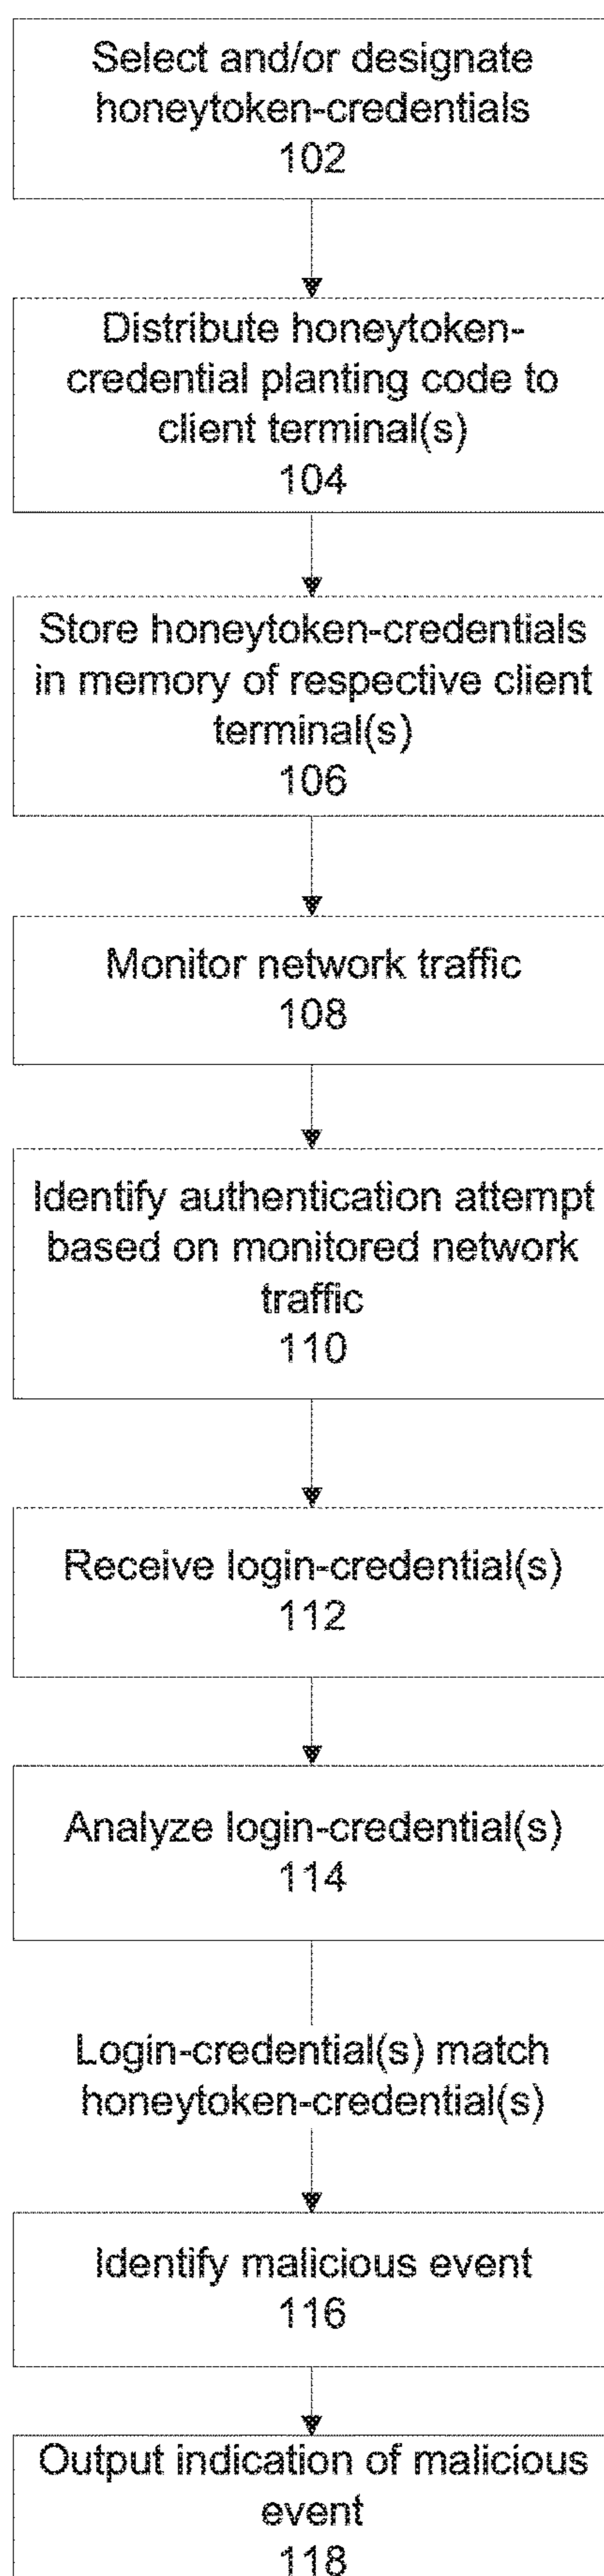 Select and/or designate
honeytoken-credentials
102
Distribute honeytoken-
credential planting code to
client terminal(s)
104
Store honeytoken-credentials
in memory of respective client
terminal(s)
106
Monitor network traffic
108
Identify authentication attempt
based on monitored network
traffic
110
Receive login-credential(s)
112
Analyze login-credential(s)
114
Login-credential(s) match
honeytoken-credential(s)
Identify malicious event
116
Output indication of malicious
event
118